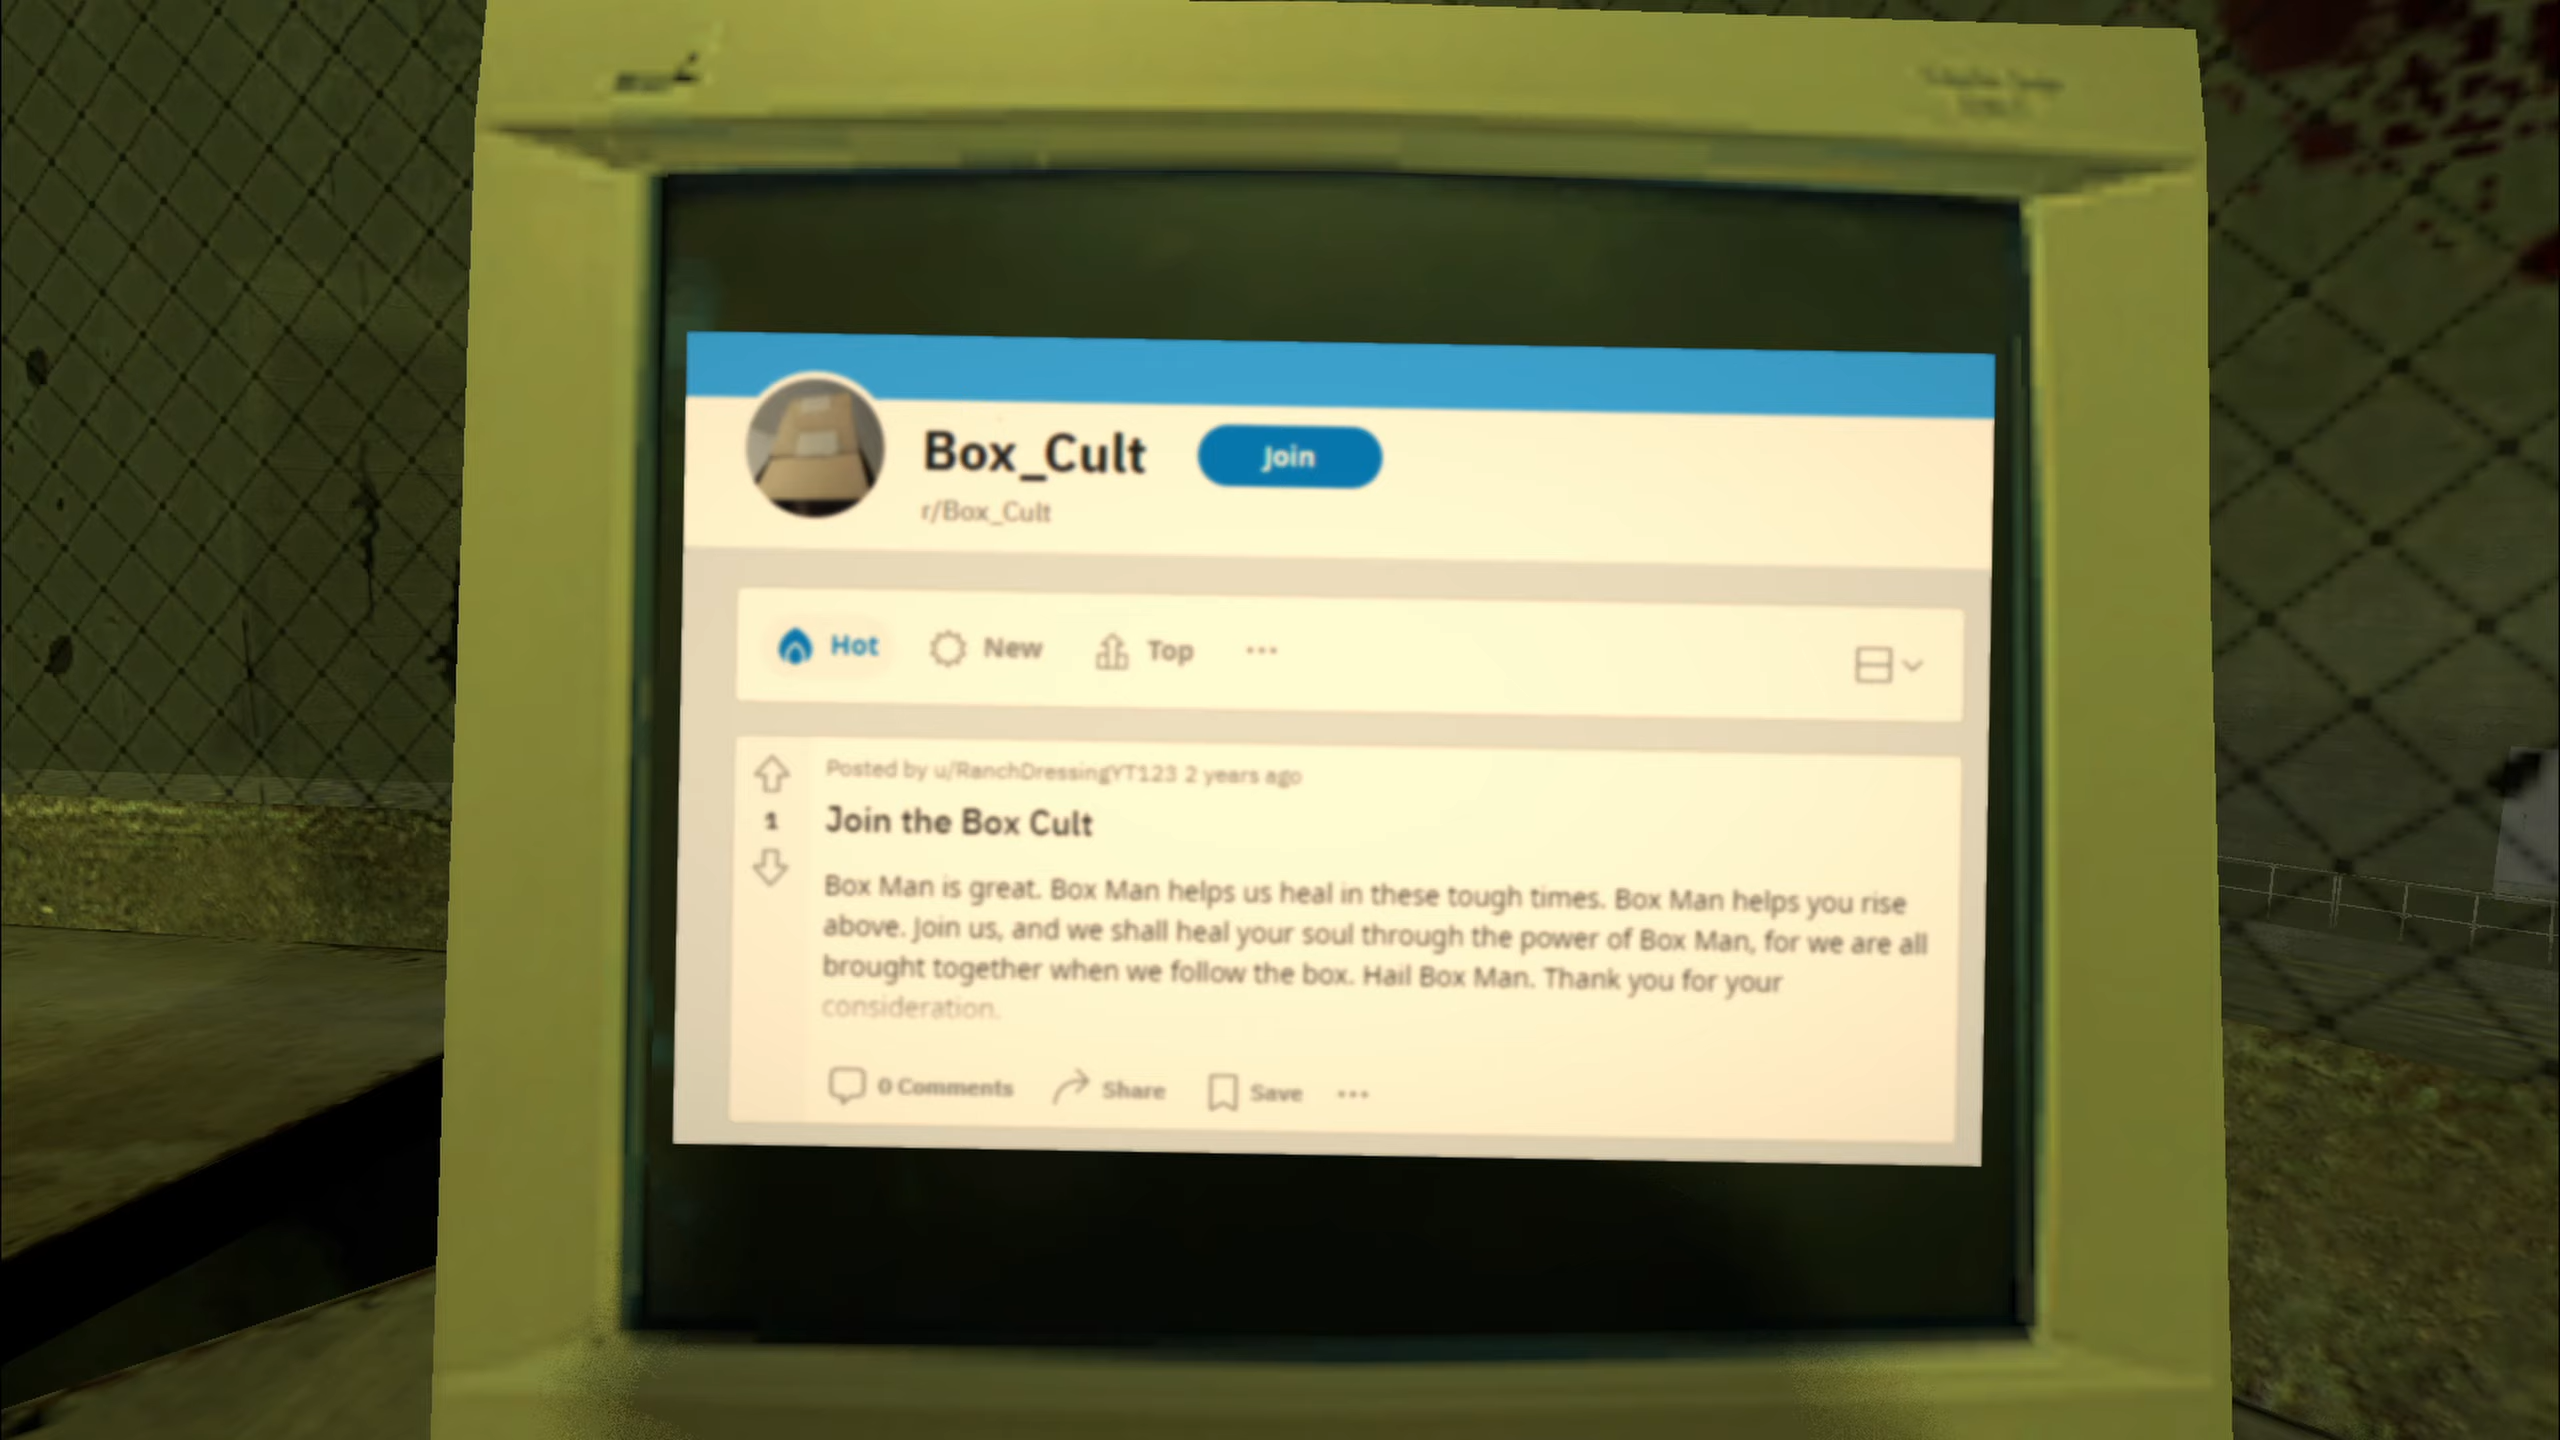 Box_Cult
Join
r/Box_Cult
Hot
New
Top
Posted by u/RanchDressingYT123 2 years ago
1
Join the Box Cult
Box Man is great. Box Man helps us heal in these tough times. Box Man helps you rise
above. Join us, and we shall heal your soul through the power of Box Man, for we are all
brought together when we follow the box. Hail Box Man. Thank you for your
consideration.
0 Comments
Share
Save